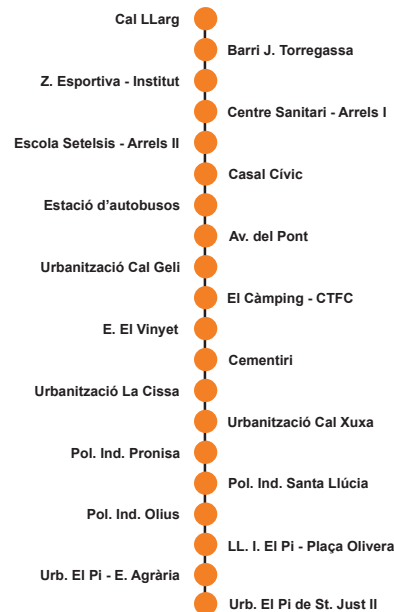 Cal LLarg
Barri J. Torregassa
Z. Esportiva - Institut
Centre Sanitari - Arrels I
Escola Setelsis - Arrels II
Casal Cívic
Estació d'autobusos
Av. del Pont
Urbanització Cal Geli
El Càmping - CTFC
E. El Vinyet
Cementiri
Urbanització La Cissa
Urbanització Cal Xuxa
Pol. Ind. Pronisa
Pol. Ind. Santa Llúcia
Pol. Ind. Olius
LL. I. El Pi - Plaça Olivera
Urb. El Pi - E. Agrària
Urb. El Pi de St. Just II